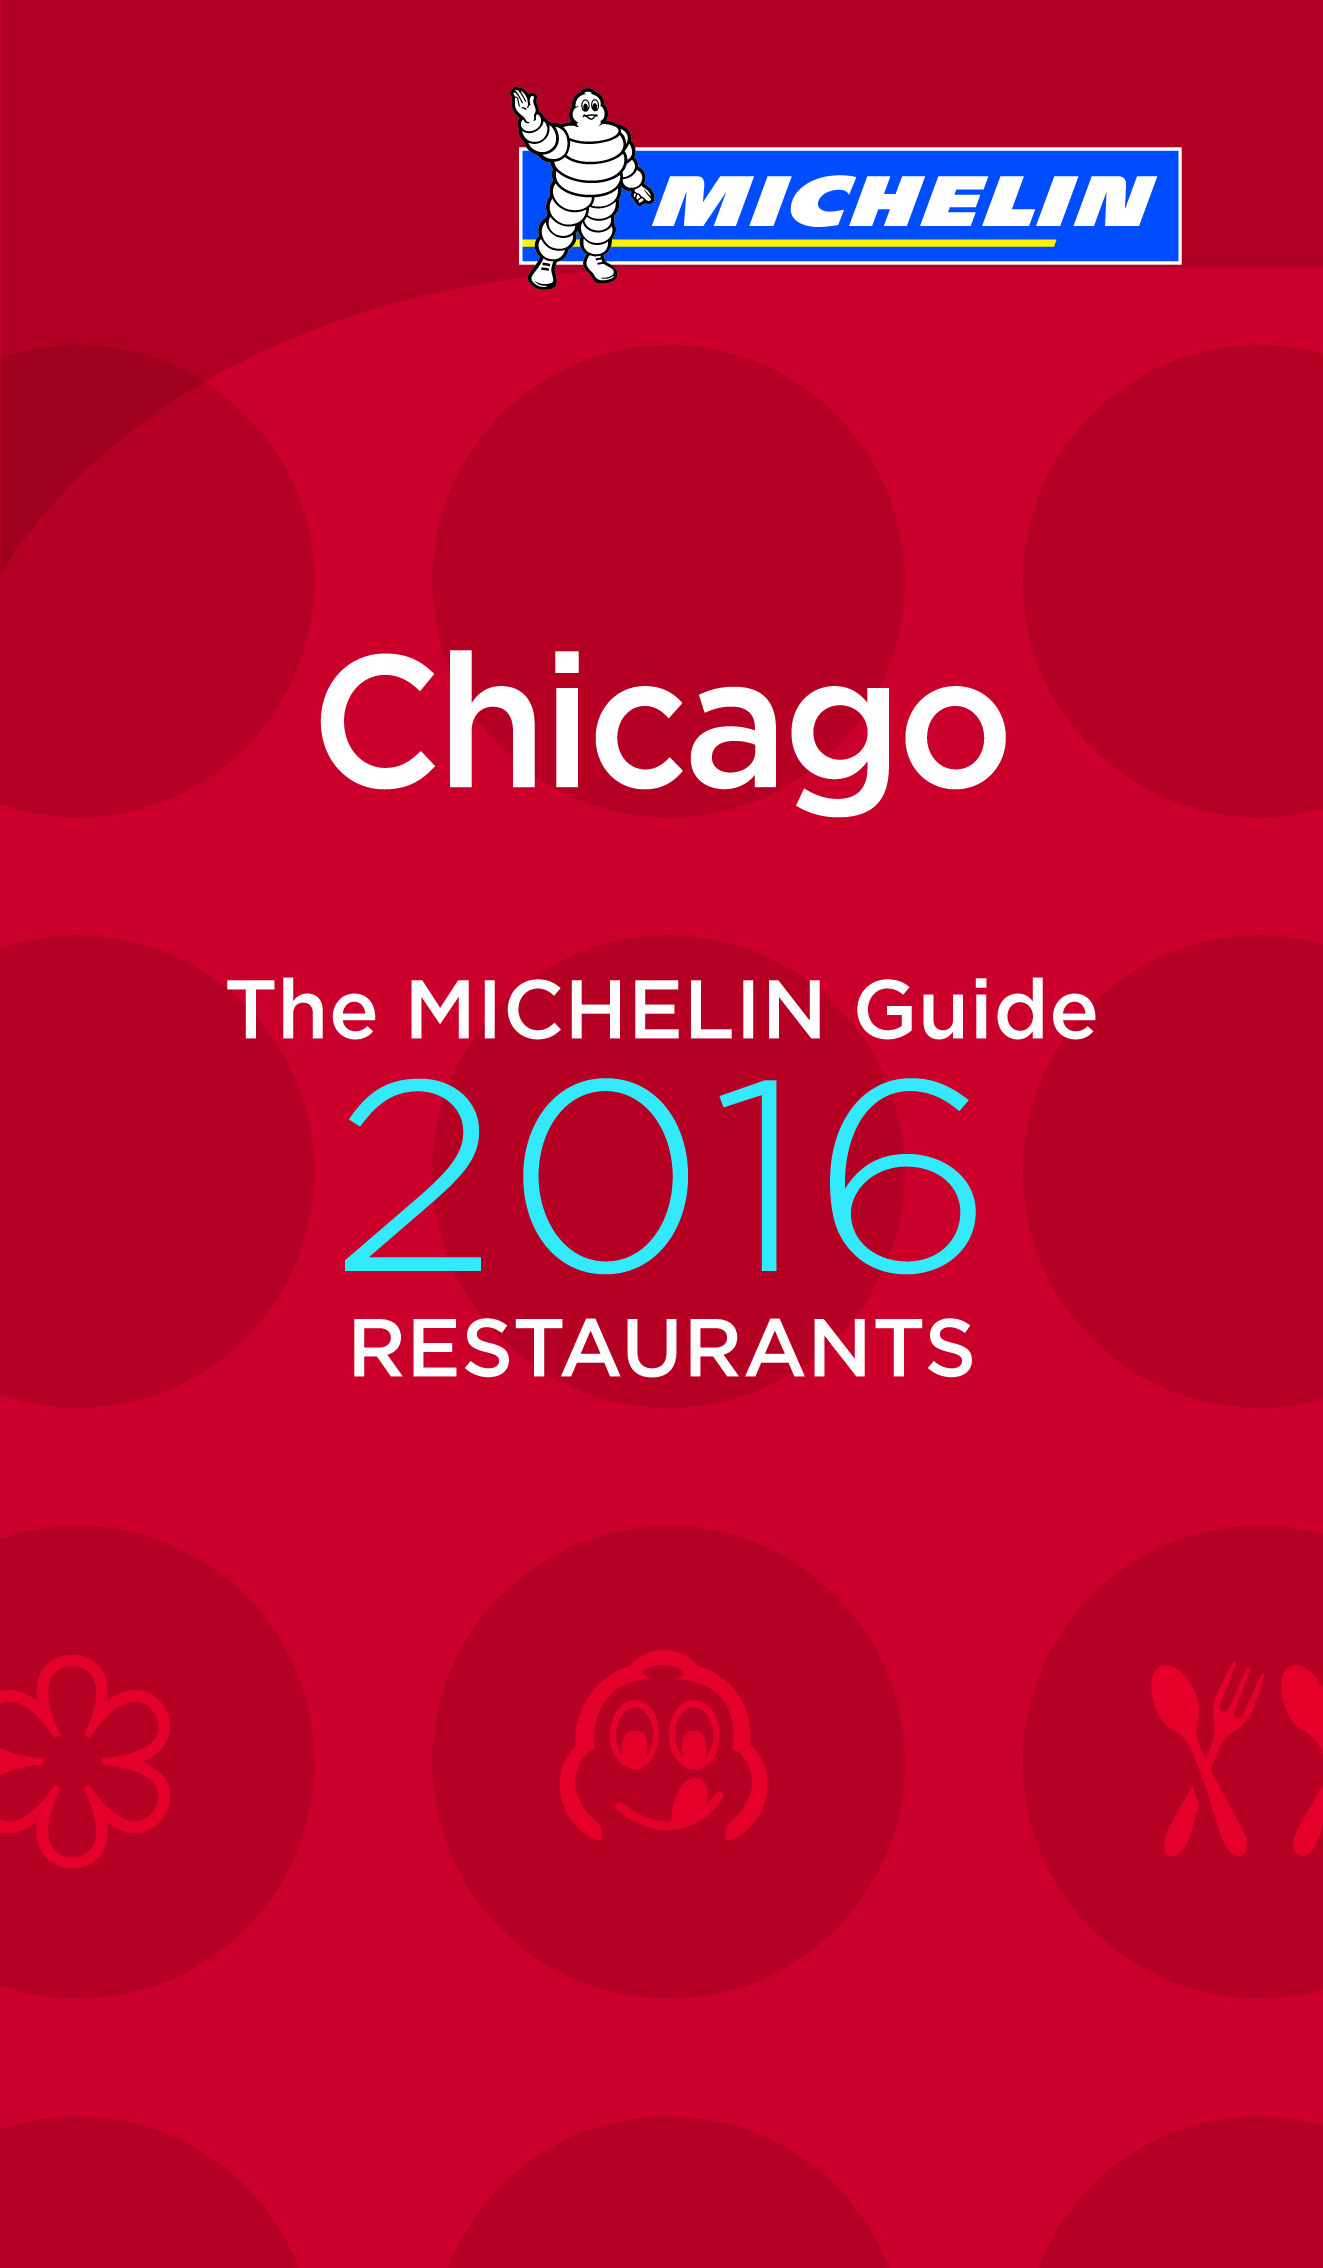 MICHELIN
Chicago
The MICHELIN Guide
2016
RESTAURANTS